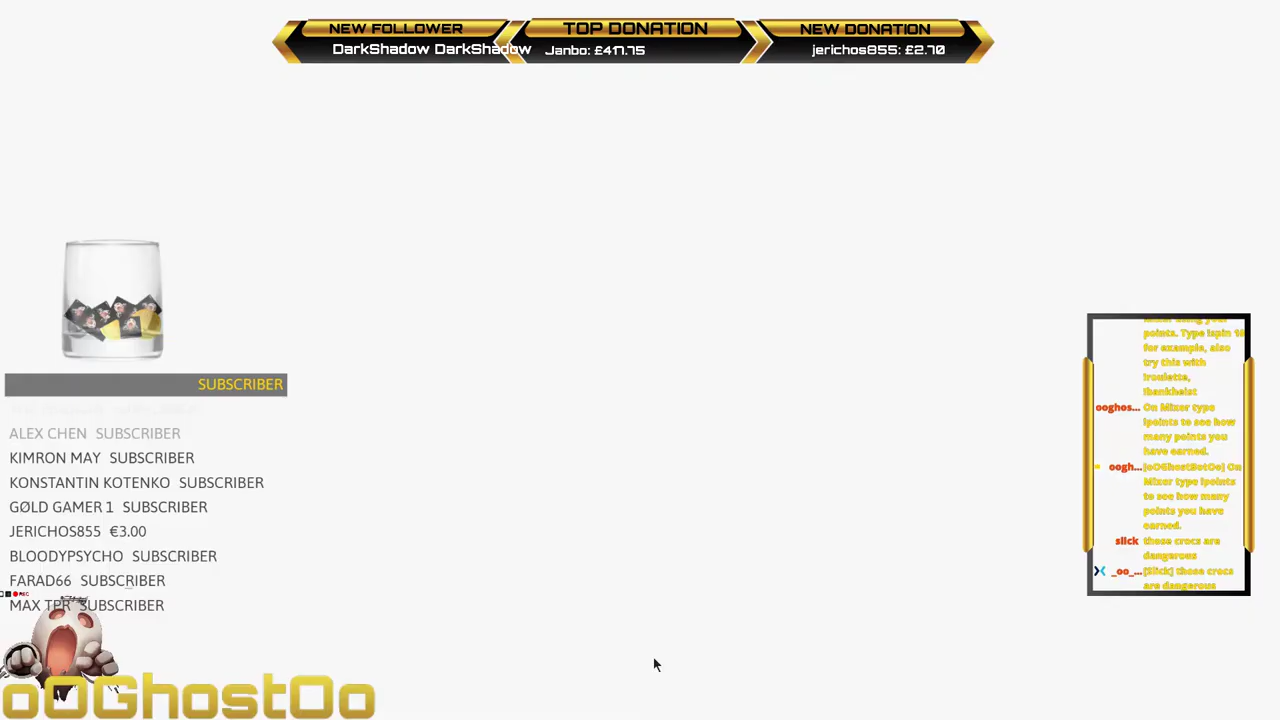 NEW FOLLOWER
DarkShadow DarkShadow
TOP DONATION
Janbo: £417.75
NEW DONATION
jerichos855: £2.70
SUBSCRIBER
ALEX CHEN SUBSCRIBER
KIMRON MAY SUBSCRIBER
KONSTANTIN KOTENKO SUBSCRIBER
GØLD GAMER 1 SUBSCRIBER
JERICHOS855 €3.00
BLOODYPSYCHO SUBSCRIBER
FARAD66 SUBSCRIBER
MAX TPR SUBSCRIBER
REC
oOGhostOo
points. Type !spin 10
for example, also
try this with
!roulette,
!bankheist
ooghos... On Mixer type
!points to see how
many points you
have earned.
oogh... [oOGhostBotOo] On
Mixer type !points
to see how many
points you have
earned.
slick those crocs are
dangerous
_oo_... [Slick] those crocs
are dangerous